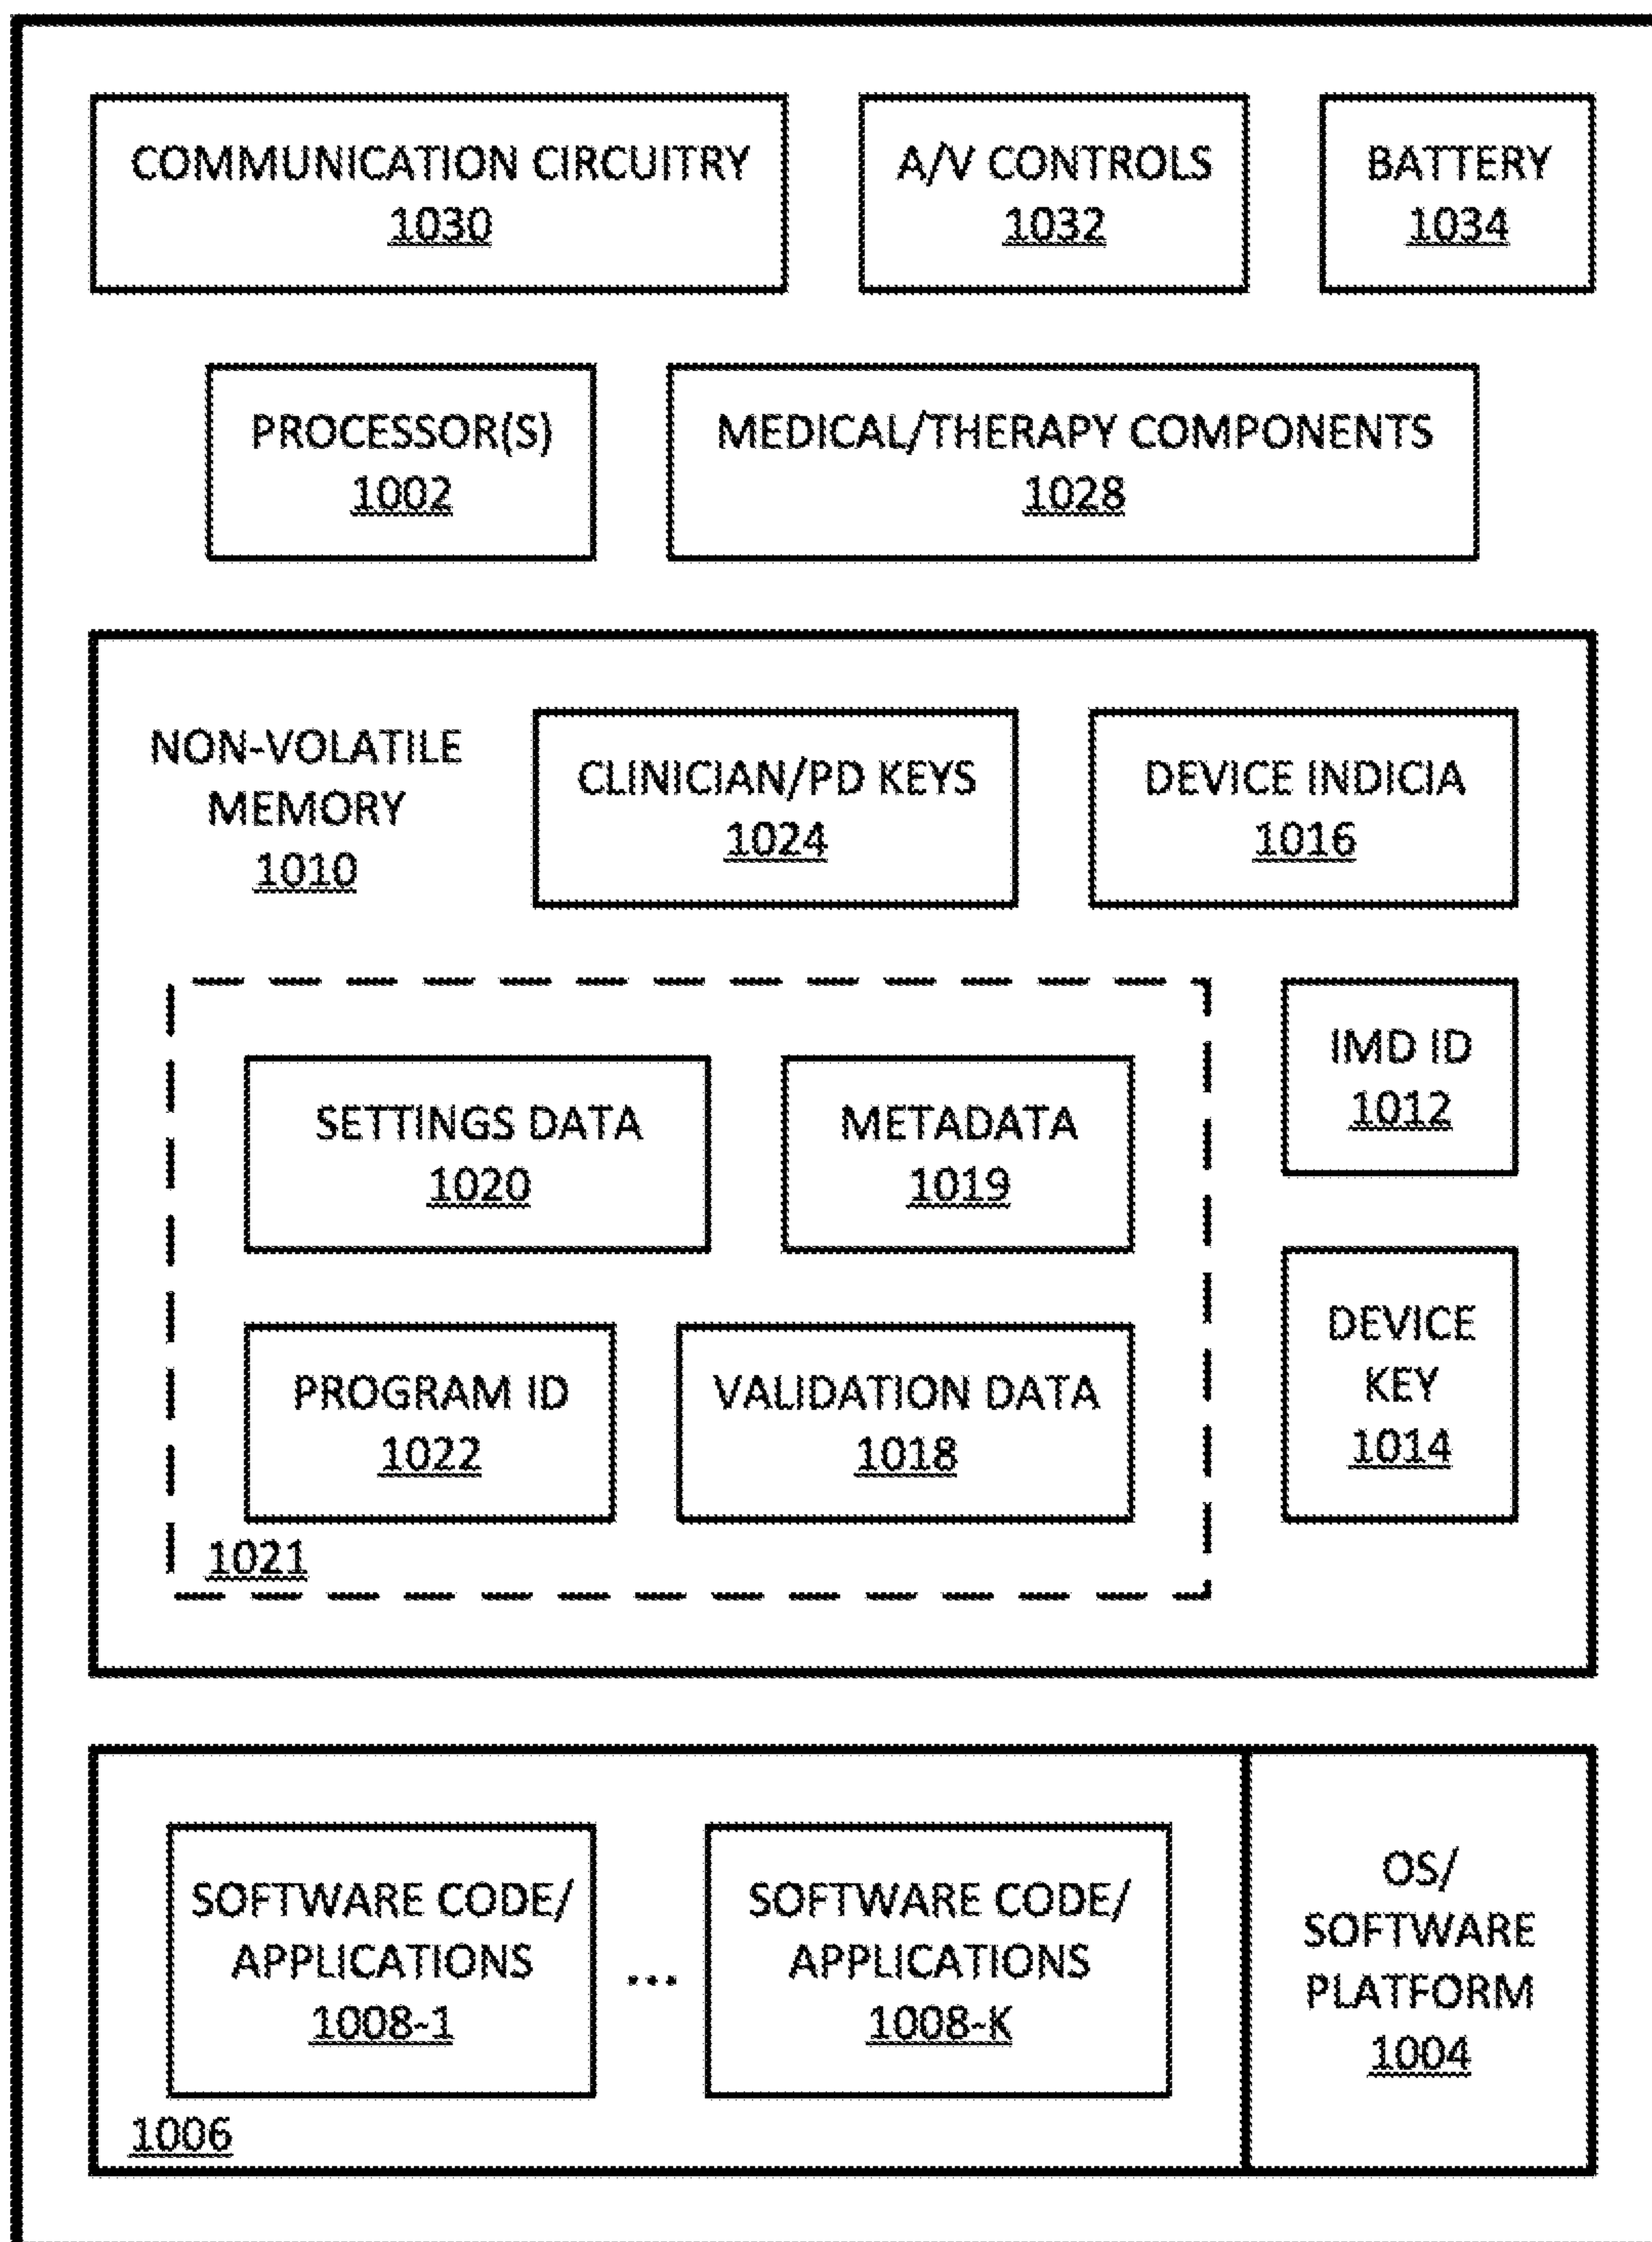 COMMUNICATION CIRCUITRY
1030
A/V CONTROLS
1032
BATTERY
1034
PROCESSOR(S)
1002
MEDICAL/THERAPY COMPONENTS
1028
NON-VOLATILE
MEMORY
1010
CLINICIAN/PD KEYS
1024
DEVICE INDICIA
1016
SETTINGS DATA
1020
METADATA
1019
IMD ID
1012
PROGRAM ID
1022
VALIDATION DATA
1018
DEVICE
KEY
1014
1021
SOFTWARE CODE/
APPLICATIONS
1008-1
...
SOFTWARE CODE/
APPLICATIONS
1008-K
OS/
SOFTWARE
PLATFORM
1004
1006